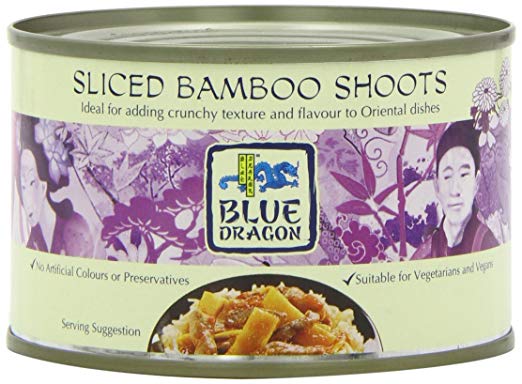 SLICED BAMBOO SHOOTS
Ideal for adding crunchy texture and flavour to Oriental dishes
BLUE
DRAGON
™
✓No Artificial Colours or Preservatives
✓Suitable for Vegetarians and Vegans
Serving Suggestion